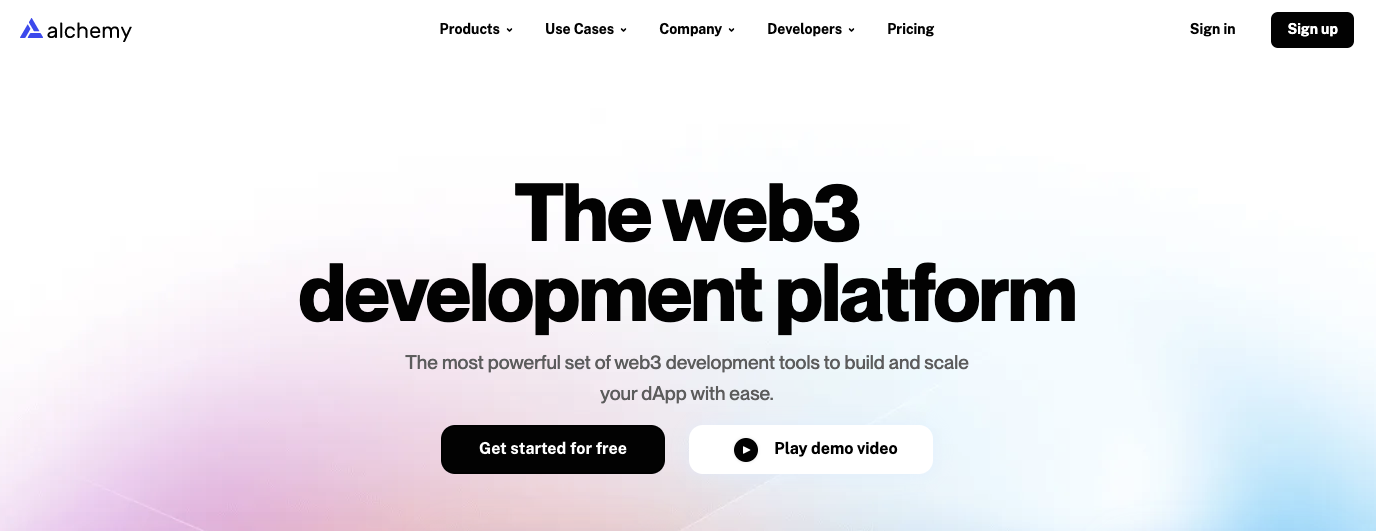 alchemy
Products
Use Cases
Company
Developers
Pricing
Sign in
Sign up
The web3
development platform
The most powerful set of web3 development tools to build and scale
your dApp with ease.
Get started for free
Play demo video